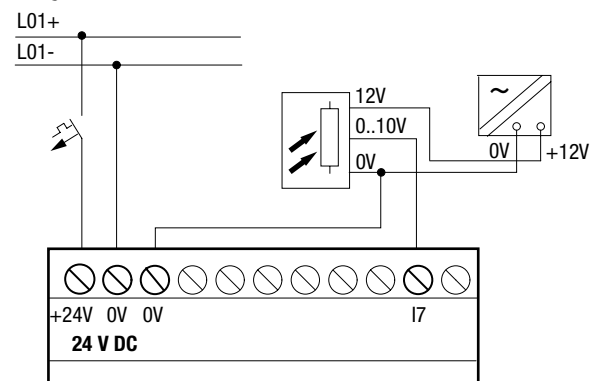 L01+
L01-
12V
0..10V
0V
~
0V
+12V
+24V 0V 0V I7
24 V DC